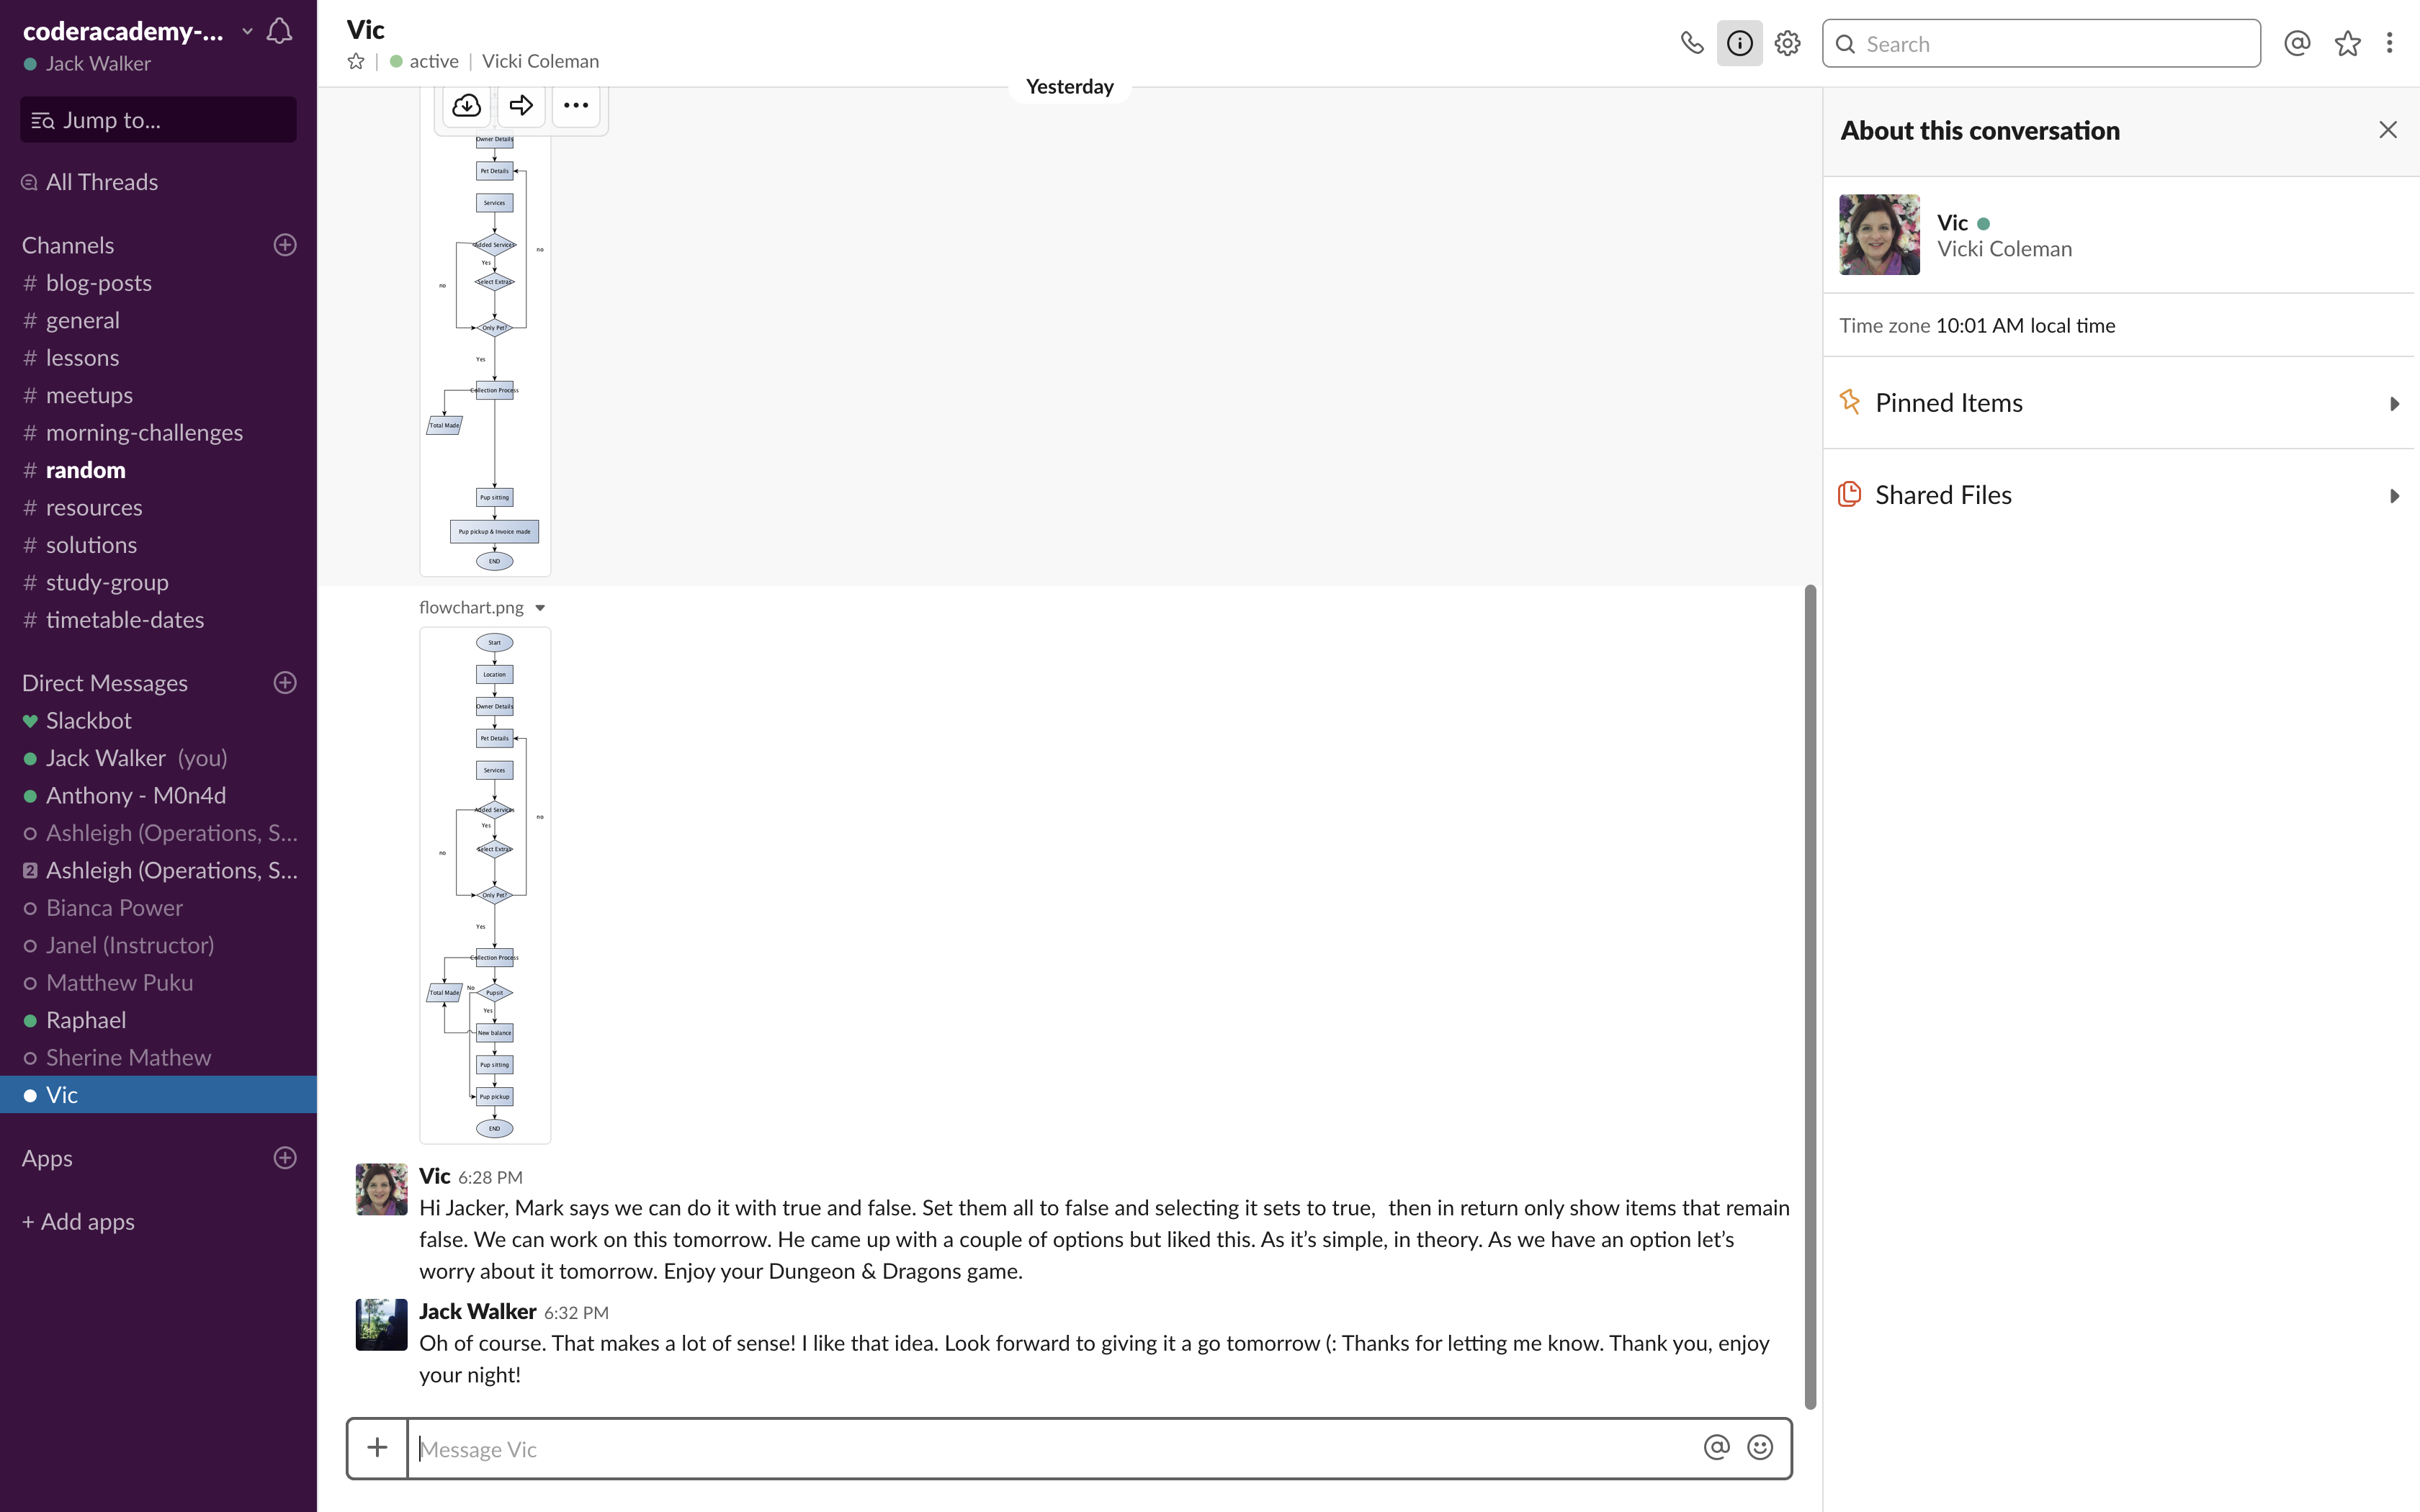 coderacademy-...
Jack Walker
Jump to...
All Threads
Channels
# blog-posts
# general
# lessons
# meetups
# morning-challenges
# random
# resources
# solutions
# study-group
# timetable-dates
Direct Messages
Slackbot
Jack Walker (you)
Anthony - M0n4d
Ashleigh (Operations, S...
2 Ashleigh (Operations, S...
Bianca Power
Janel (Instructor)
Matthew Puku
Raphael
Sherine Mathew
Vic
Apps
+ Add apps
Vic
active | Vicki Coleman
Search
Yesterday
Owner Details
Pet Details
Services
Added Services
no
Yes
Select Extras
no
Only Pet?
Yes
Collection Process
Total Made
Pup sitting
Pup pickup & Invoice made
END
flowchart.png
Start
Location
Owner Details
Pet Details
Services
Added Services
no
Yes
Select Extras
no
Only Pet?
Yes
Collection Process
Total Made
No
Pupsit
Yes
New balance
Pup sitting
Pup pickup
END
Vic 6:28 PM
Hi Jacker, Mark says we can do it with true and false. Set them all to false and selecting it sets to true, then in return only show items that remain
false. We can work on this tomorrow. He came up with a couple of options but liked this. As it’s simple, in theory. As we have an option let’s
worry about it tomorrow. Enjoy your Dungeon & Dragons game.
Jack Walker 6:32 PM
Oh of course. That makes a lot of sense! I like that idea. Look forward to giving it a go tomorrow (: Thanks for letting me know. Thank you, enjoy
your night!
Message Vic
About this conversation
Vic
Vicki Coleman
Time zone 10:01 AM local time
Pinned Items
Shared Files